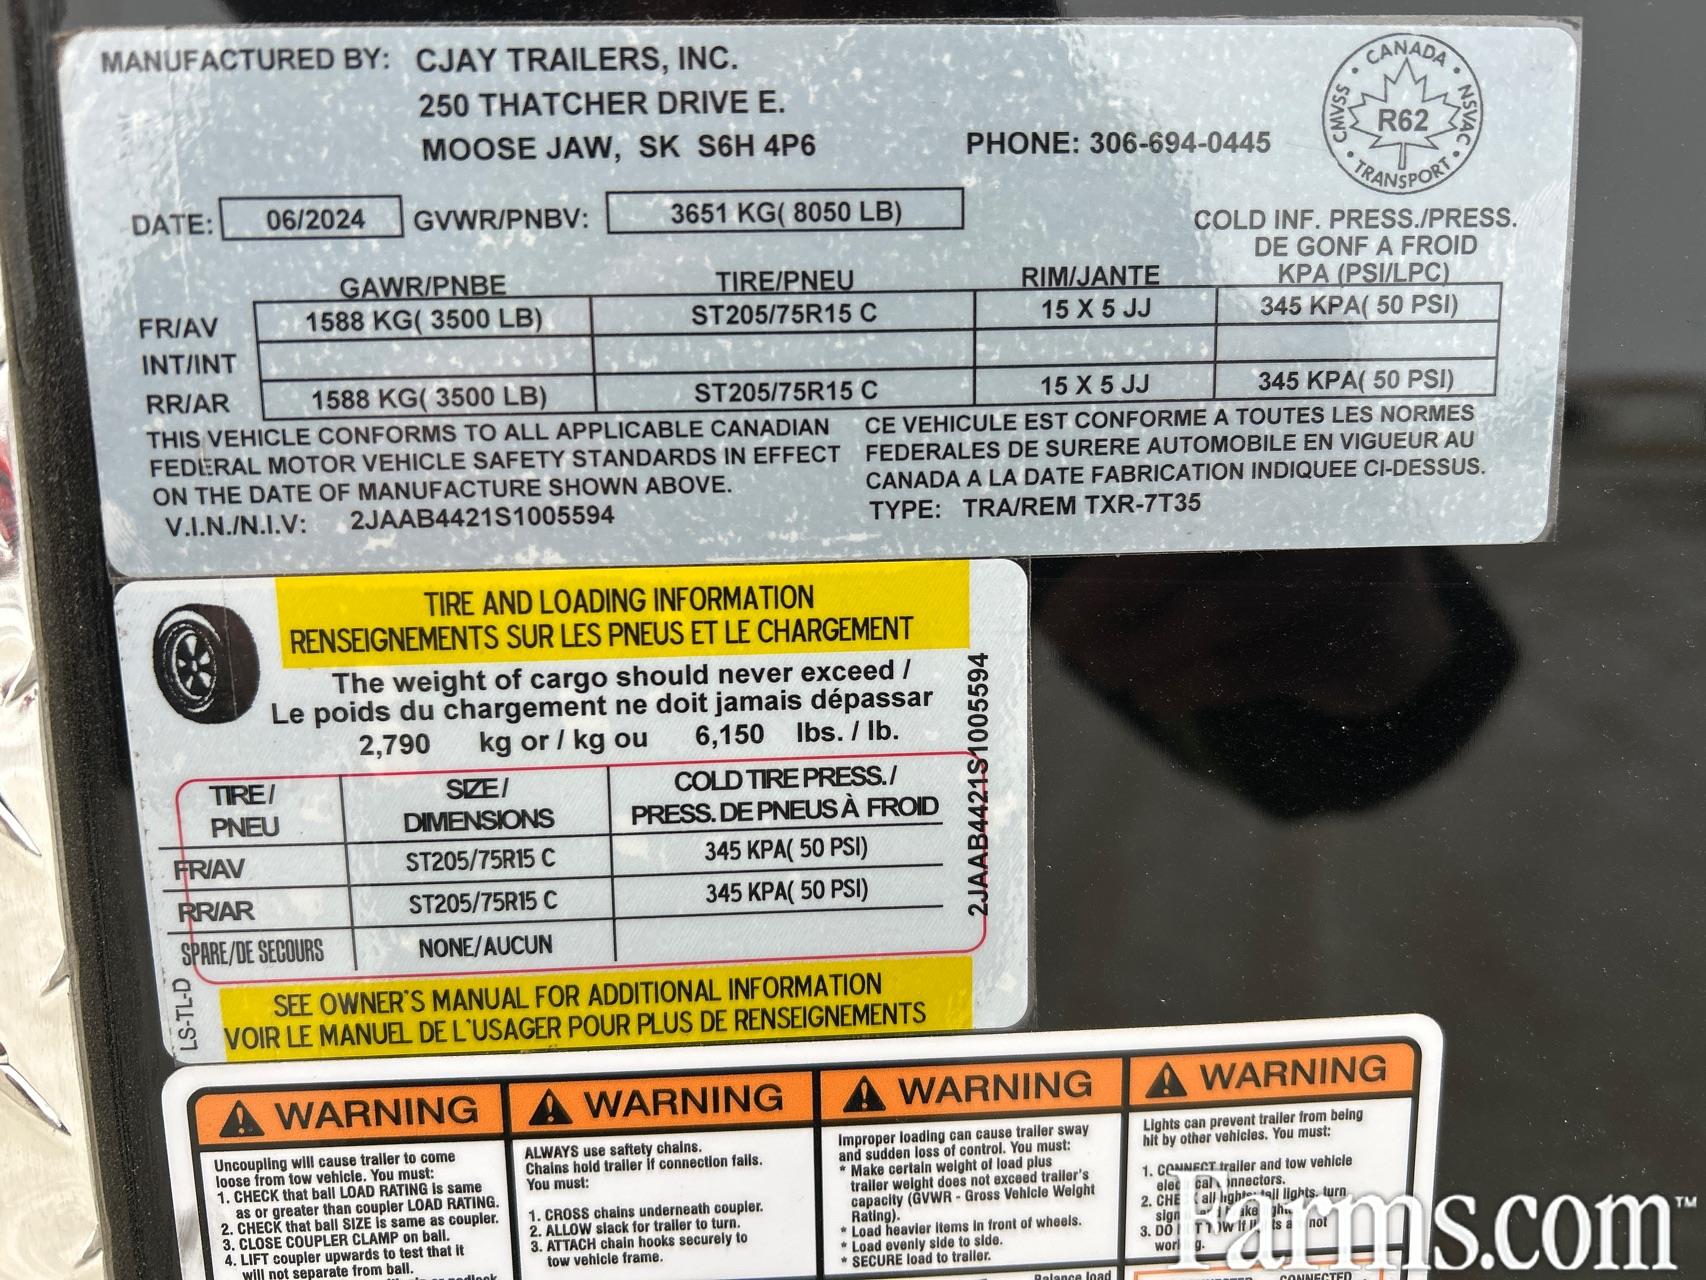 MANUFACTURED BY: CJAY TRAILERS, INC.
250 THATCHER DRIVE E.
MOOSE JAW, SK S6H 4P6
PHONE: 306-694-0445
CANADA
CMVSS
R62
NSVAC
TRANSPORT
DATE: 06/2024 GVWR/PNBV: 3651 KG( 8050 LB)
COLD INF. PRESS./PRESS.
DE GONF A FROID
GAWR/PNBE TIRE/PNEU RIM/JANTE KPA (PSI/LPC)
FR/AV 1588 KG( 3500 LB) ST205/75R15 C 15 X 5 JJ 345 KPA( 50 PSI)
INT/INT
RR/AR 1588 KG( 3500 LB) ST205/75R15 C 15 X 5 JJ 345 KPA( 50 PSI)
THIS VEHICLE CONFORMS TO ALL APPLICABLE CANADIAN
FEDERAL MOTOR VEHICLE SAFETY STANDARDS IN EFFECT
ON THE DATE OF MANUFACTURE SHOWN ABOVE.
V.I.N./N.I.V: 2JAAB4421S1005594
CE VEHICULE EST CONFORME A TOUTES LES NORMES
FEDERALES DE SURERE AUTOMOBILE EN VIGUEUR AU
CANADA A LA DATE FABRICATION INDIQUEE CI-DESSUS.
TYPE: TRA/REM TXR-7T35
TIRE AND LOADING INFORMATION
RENSEIGNEMENTS SUR LES PNEUS ET LE CHARGEMENT
The weight of cargo should never exceed /
Le poids du chargement ne doit jamais dépassar
2,790 kg or / kg ou 6,150 lbs. / lb.
TIRE / PNEU SIZE / DIMENSIONS COLD TIRE PRESS. / PRESS. DE PNEUS À FROID
FR/AV ST205/75R15 C 345 KPA( 50 PSI)
RR/AR ST205/75R15 C 345 KPA( 50 PSI)
SPARE/DE SECOURS NONE/AUCUN
2JAAB4421S1005594
LS-TL-D
SEE OWNER'S MANUAL FOR ADDITIONAL INFORMATION
VOIR LE MANUEL DE L'USAGER POUR PLUS DE RENSEIGNEMENTS
WARNING
Uncoupling will cause trailer to come
loose from tow vehicle. You must:
1. CHECK that ball LOAD RATING is same
as or greater than coupler LOAD RATING.
2. CHECK that ball SIZE is same as coupler.
3. CLOSE COUPLER CLAMP on ball.
4. LIFT coupler upwards to test that it
will not separate from ball.
WARNING
ALWAYS use saftety chains.
Chains hold trailer if connection fails.
You must:
1. CROSS chains underneath coupler.
2. ALLOW slack for trailer to turn.
3. ATTACH chain hooks securely to
tow vehicle frame.
WARNING
Improper loading can cause trailer sway
and sudden loss of control. You must:
* Make certain weight of load plus
trailer weight does not exceed trailer's
capacity (GVWR - Gross Vehicle Weight
Rating).
* Load heavier items in front of wheels.
* Load evenly side to side.
* SECURE load to trailer.
Balance load
WARNING
Lights can prevent trailer from being
hit by other vehicles. You must:
1. CONNECT trailer and tow vehicle
2. all lights: tail lights, turn
3.
CONNECTED
Farms.com™